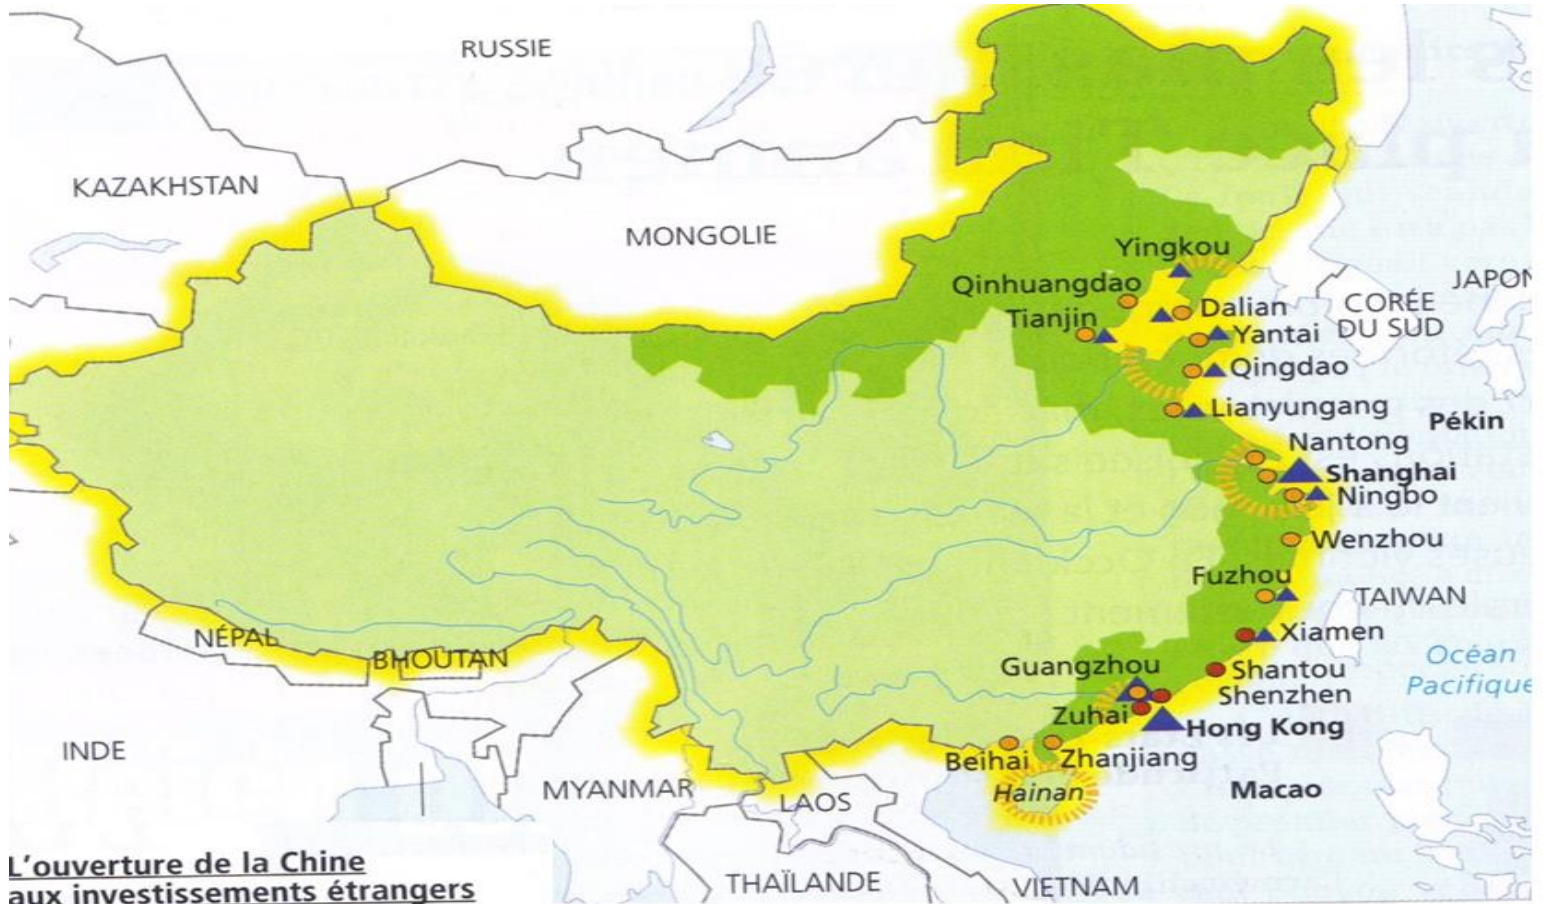 RUSSIE
KAZAKHSTAN
MONGOLIE
Yingkou
Qinhuangdao
JAPON
Dalian
CORÉE
DU SUD
Tianjin
Yantai
Qingdao
Lianyungang
Pékin
Nantong
Shanghai
Ningbo
Wenzhou
Fuzhou
TAIWAN
Xiamen
NÉPAL
BHOUTAN
Océan
Pacifique
Guangzhou
Shantou
Shenzhen
Zuhai
Hong Kong
INDE
Beihai
Zhanjiang
MYANMAR
Hainan
Macao
LAOS
L'ouverture de la Chine
aux investissements étrangers
THAÏLANDE
VIETNAM